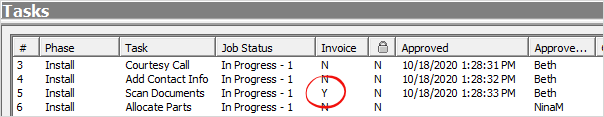 Tasks
# Phase Task Job Status Invoice Approved Approve...
3 Install Courtesy Call In Progress - 1 N N 10/18/2020 1:28:31 PM Beth
4 Install Add Contact Info In Progress - 1 N N 10/18/2020 1:28:32 PM Beth
5 Install Scan Documents In Progress - 1 Y N 10/18/2020 1:28:33 PM Beth
6 Install Allocate Parts In Progress - 1 N N NinaM